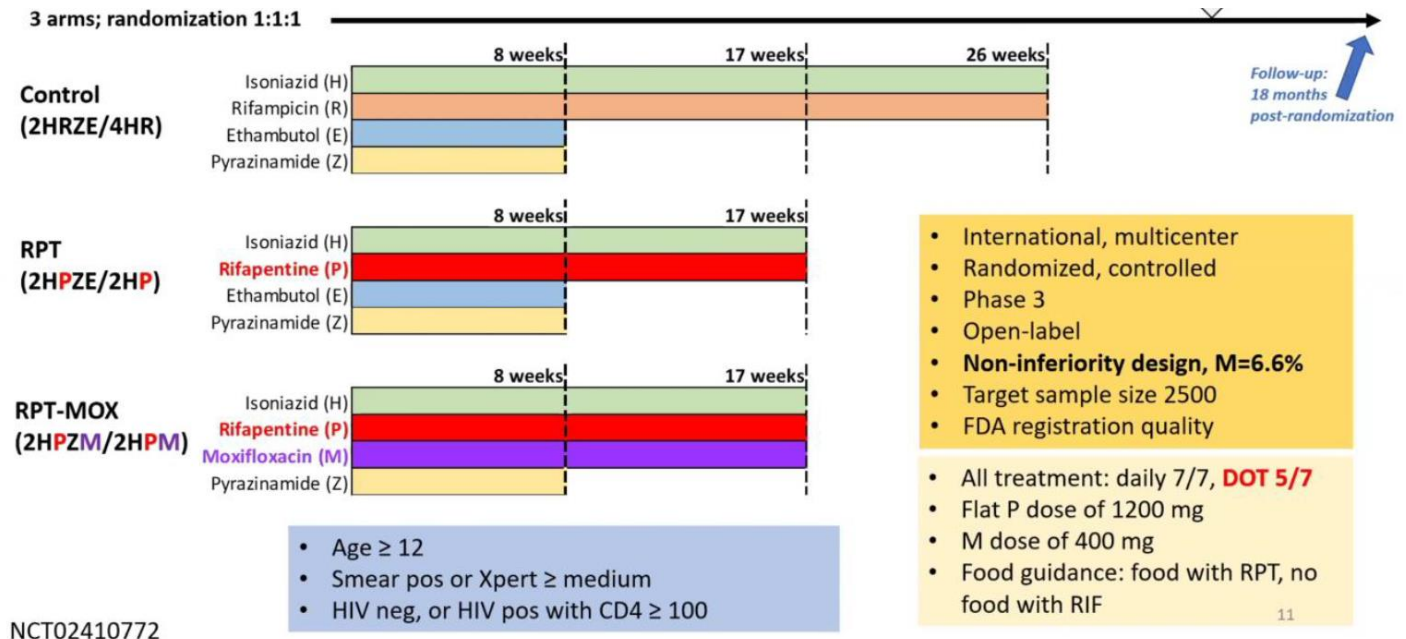 3 arms; randomization 1:1:1
8 weeks
17 weeks
26 weeks
Follow-up:
18 months
post-randomization
Control
(2HRZE/4HR)
Isoniazid (H)
Rifampicin (R)
Ethambutol (E)
Pyrazinamide (Z)
8 weeks
17 weeks
RPT
(2HPZE/2HP)
Isoniazid (H)
Rifapentine (P)
Ethambutol (E)
Pyrazinamide (Z)
8 weeks
17 weeks
RPT-MOX
(2HPZM/2HPM)
Isoniazid (H)
Rifapentine (P)
Moxifloxacin (M)
Pyrazinamide (Z)
• International, multicenter
• Randomized, controlled
• Phase 3
• Open-label
• Non-inferiority design, M=6.6%
• Target sample size 2500
• FDA registration quality
• All treatment: daily 7/7, DOT 5/7
• Flat P dose of 1200 mg
• M dose of 400 mg
• Food guidance: food with RPT, no
food with RIF
• Age ≥ 12
• Smear pos or Xpert ≥ medium
• HIV neg, or HIV pos with CD4 ≥ 100
NCT02410772
11